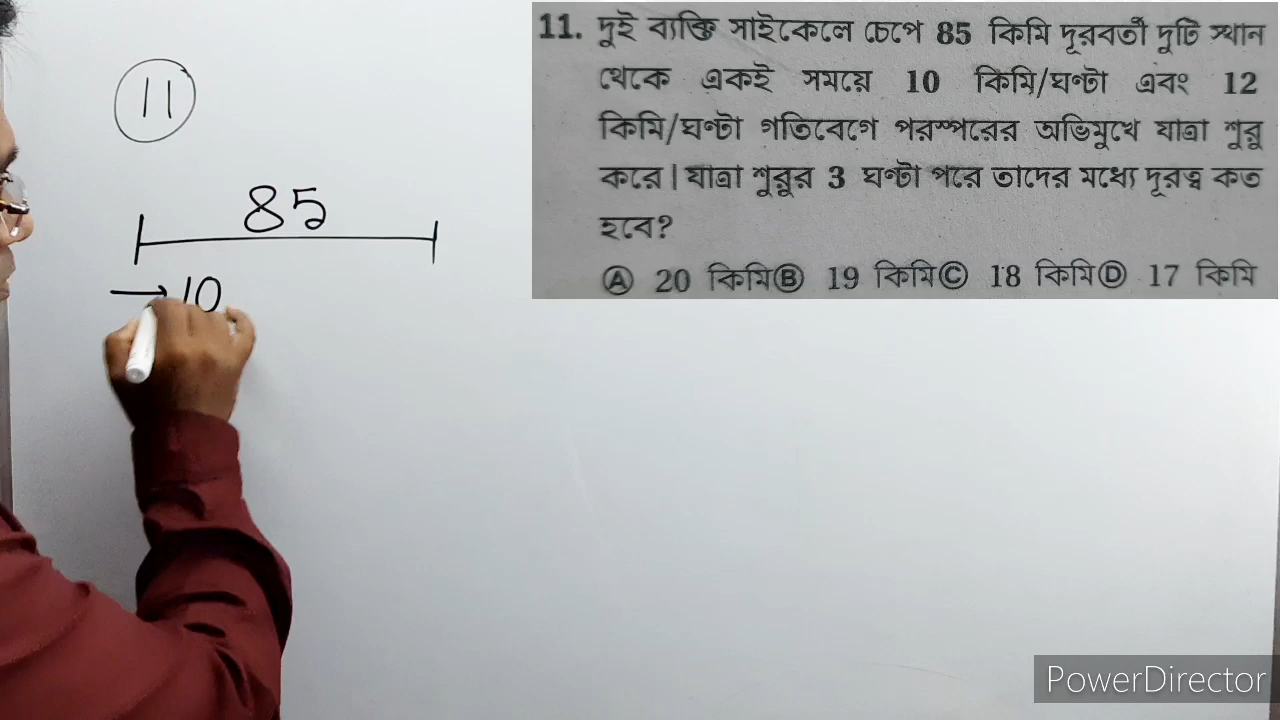 11. দুই ব্যক্তি সাইকেলে চেপে 85 কিমি দূরবর্তী দুটি স্থান
থেকে একই সময়ে 10 কিমি/ঘণ্টা এবং 12
কিমি/ঘণ্টা গতিবেগে পরস্পরের অভিমুখে যাত্রা শুরু
করে। যাত্রা শুরুর 3 ঘণ্টা পরে তাদের মধ্যে দূরত্ব কত
হবে?
Ⓐ 20 কিমি Ⓑ 19 কিমি Ⓒ 18 কিমি Ⓓ 17 কিমি
11
85
→ 10
PowerDirector